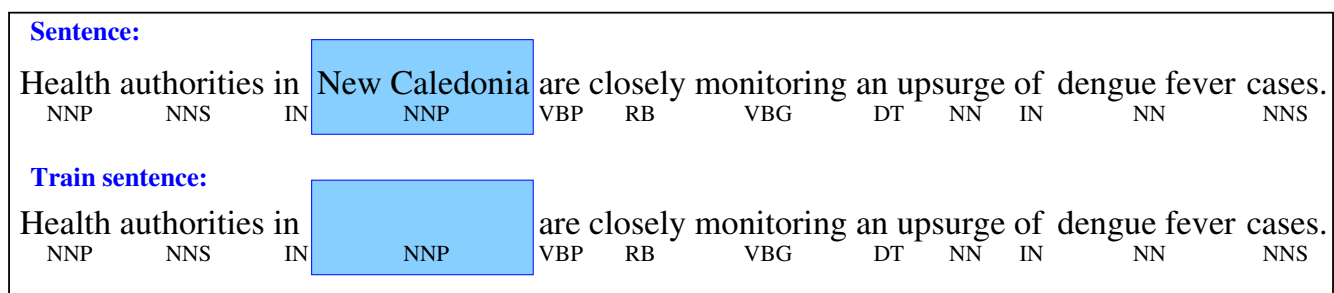 Sentence:
Health authorities in New Caledonia are closely monitoring an upsurge of dengue fever cases.
NNP NNS IN NNP VBP RB VBG DT NN IN NN NNS
Train sentence:
Health authorities in are closely monitoring an upsurge of dengue fever cases.
NNP NNS IN NNP VBP RB VBG DT NN IN NN NNS